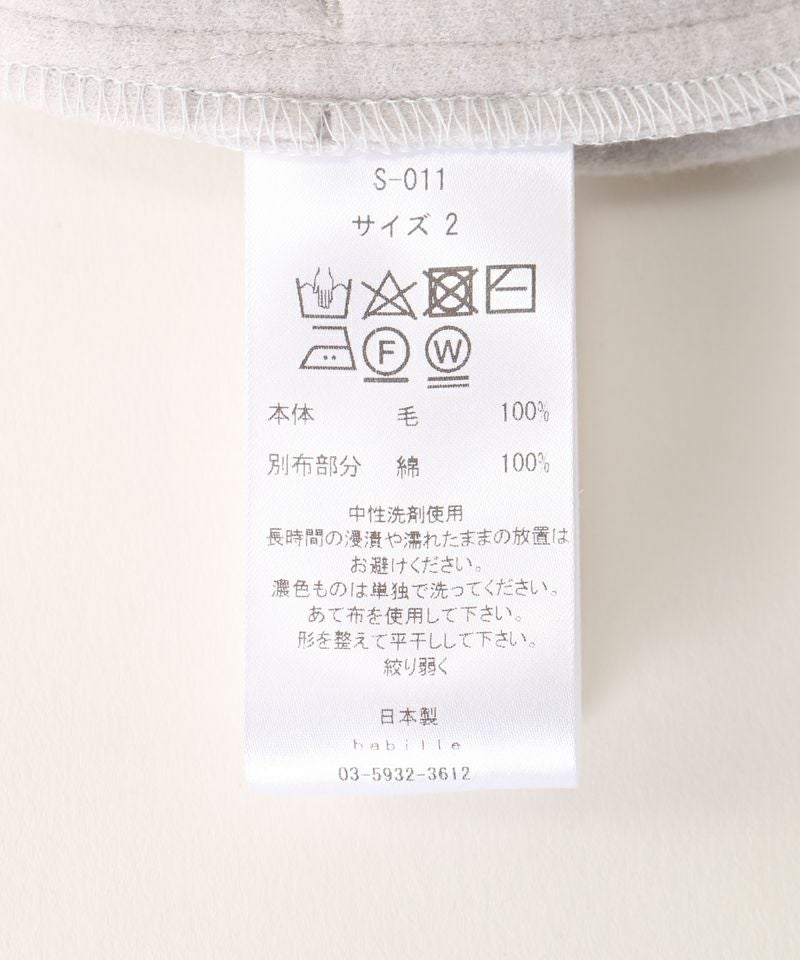 S-011
サイズ 2
F W
本体 毛 100%
別布部分 綿 100%
中性洗剤使用
長時間の浸漬や濡れたままの放置は
お避けください。
濃色ものは単独で洗ってください。
あて布を使用して下さい。
形を整えて平干しして下さい。
絞り弱く
日本製
habille
03-5932-3612